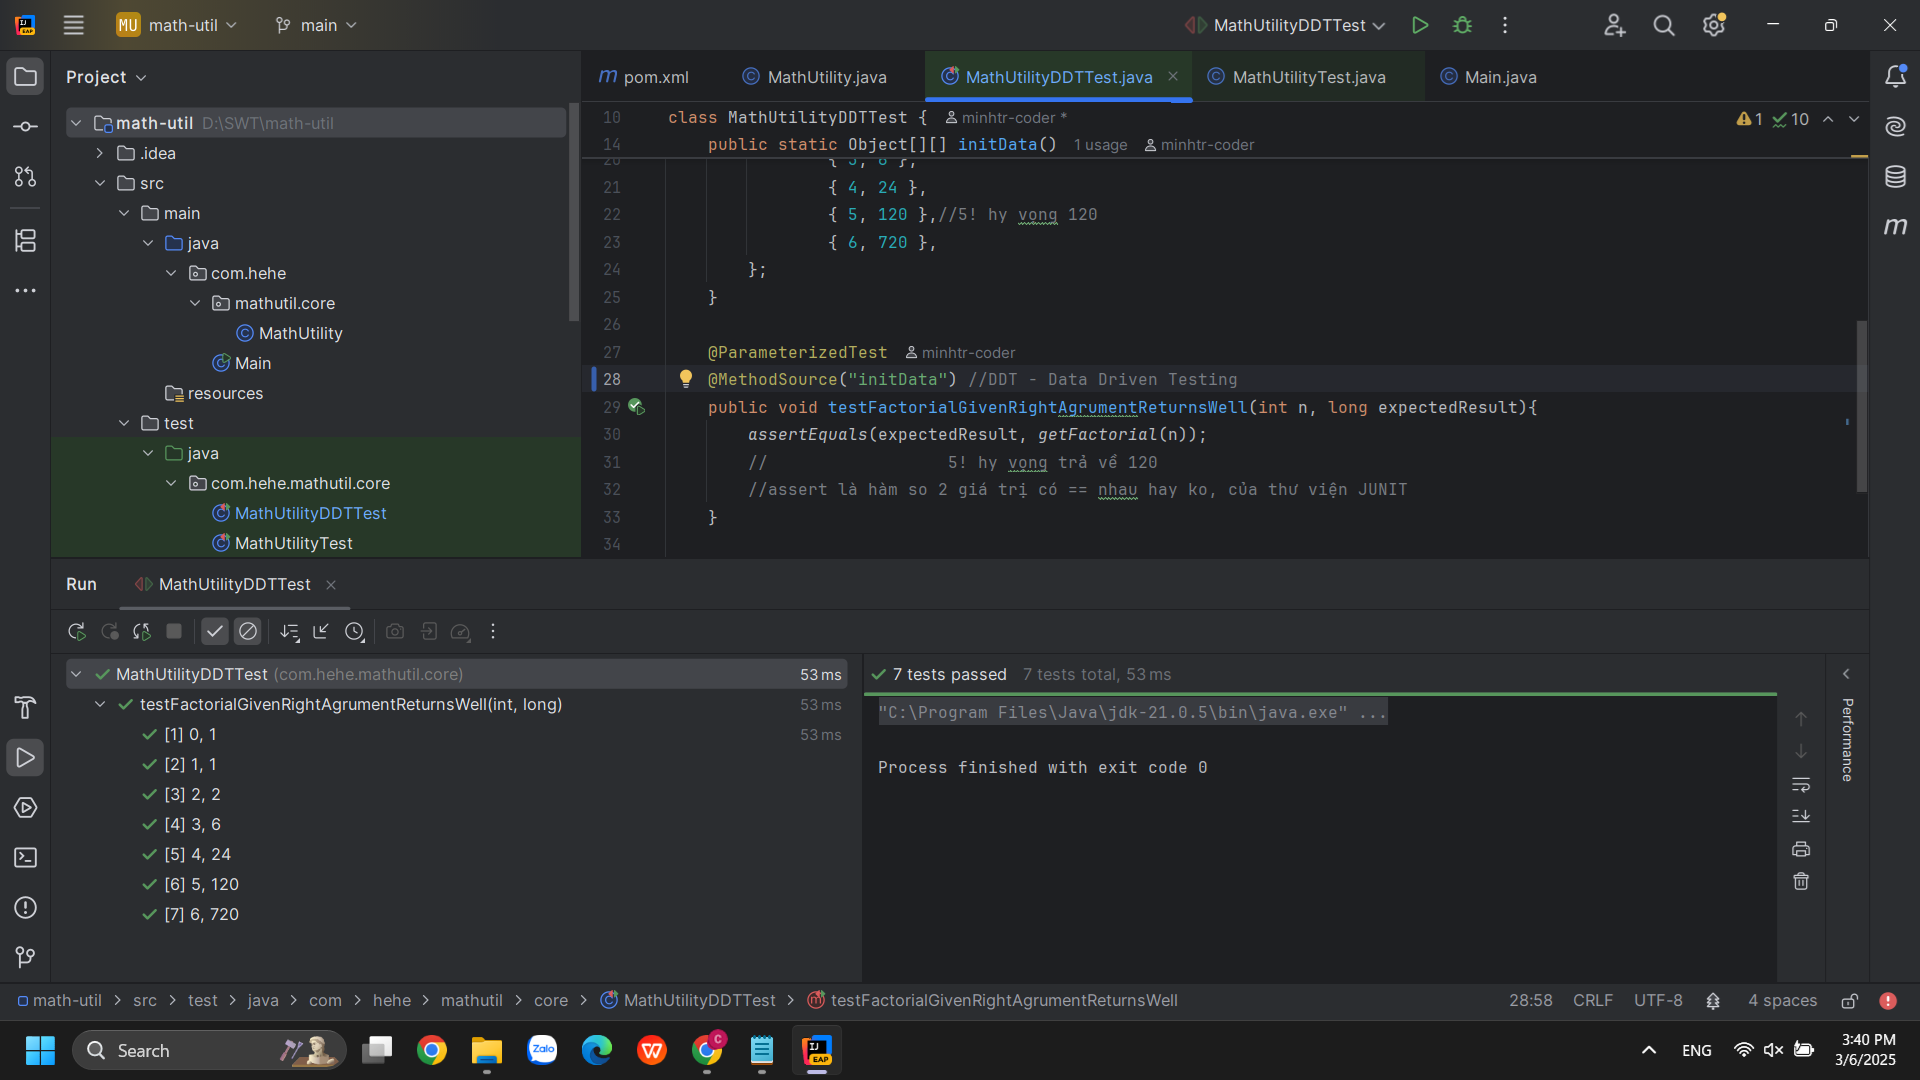 MU math-util
main
MathUtilityDDTTest
Project
pom.xml
MathUtility.java
MathUtilityDDTTest.java
MathUtilityTest.java
Main.java
math-util D:\SWT\math-util
.idea
src
main
java
com.hehe
mathutil.core
MathUtility
Main
resources
test
java
com.hehe.mathutil.core
MathUtilityDDTTest
MathUtilityTest
10 class MathUtilityDDTTest { minhtr-coder *
1 10
14 public static Object[][] initData() 1 usage minhtr-coder
20 { 3, 6 },
21 { 4, 24 },
22 { 5, 120 },//5! hy vọng 120
23 { 6, 720 },
24 };
25 }
26
27 @ParameterizedTest minhtr-coder
28 @MethodSource("initData") //DDT - Data Driven Testing
29 public void testFactorialGivenRightAgrumentReturnsWell(int n, long expectedResult){
30 assertEquals(expectedResult, getFactorial(n));
31 // 5! hy vọng trả về 120
32 //assert là hàm so 2 giá trị có == nhau hay ko, của thư viện JUNIT
33 }
34
Run MathUtilityDDTTest
MathUtilityDDTTest (com.hehe.mathutil.core) 53 ms
testFactorialGivenRightAgrumentReturnsWell(int, long) 53 ms
[1] 0, 1 53 ms
[2] 1, 1
[3] 2, 2
[4] 3, 6
[5] 4, 24
[6] 5, 120
[7] 6, 720
7 tests passed 7 tests total, 53 ms
"C:\Program Files\Java\jdk-21.0.5\bin\java.exe" ...
Process finished with exit code 0
Performance
math-util > src > test > java > com > hehe > mathutil > core > MathUtilityDDTTest > testFactorialGivenRightAgrumentReturnsWell
28:58 CRLF UTF-8 4 spaces
Search
Zalo
C
EAP
ENG
3:40 PM
3/6/2025